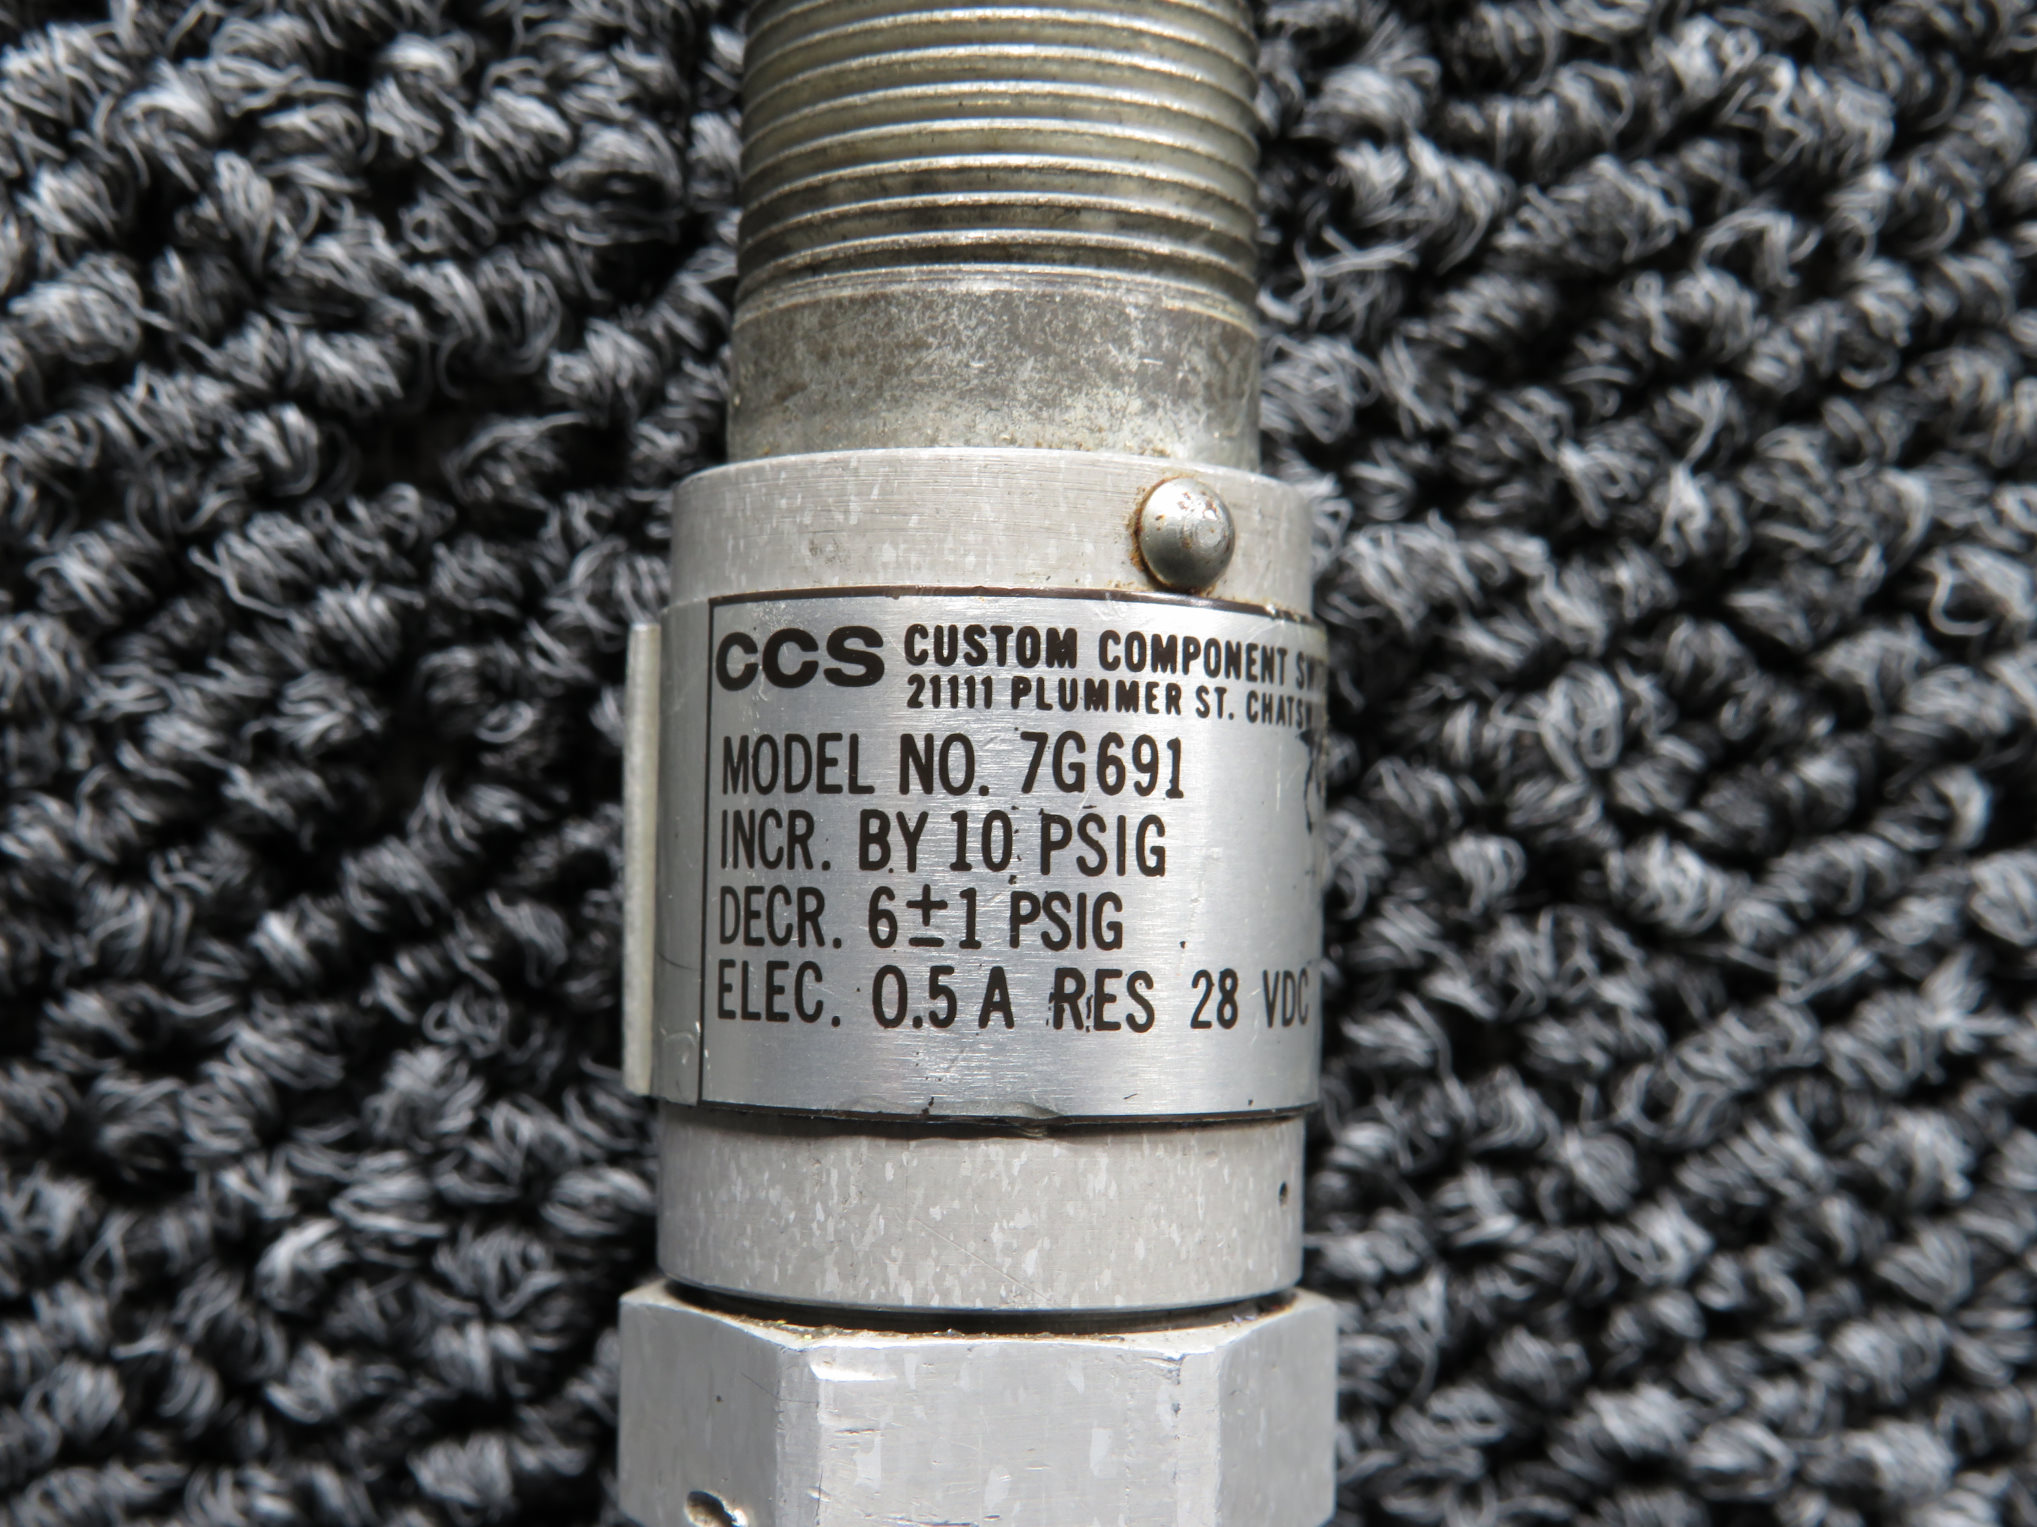 CCS CUSTOM COMPONENT
21111 PLUMMER ST.
MODEL NO. 7G691
INCR. BY 10 PSIG
DECR. 6±1 PSIG
ELEC. 0.5 A RES 28 VDC